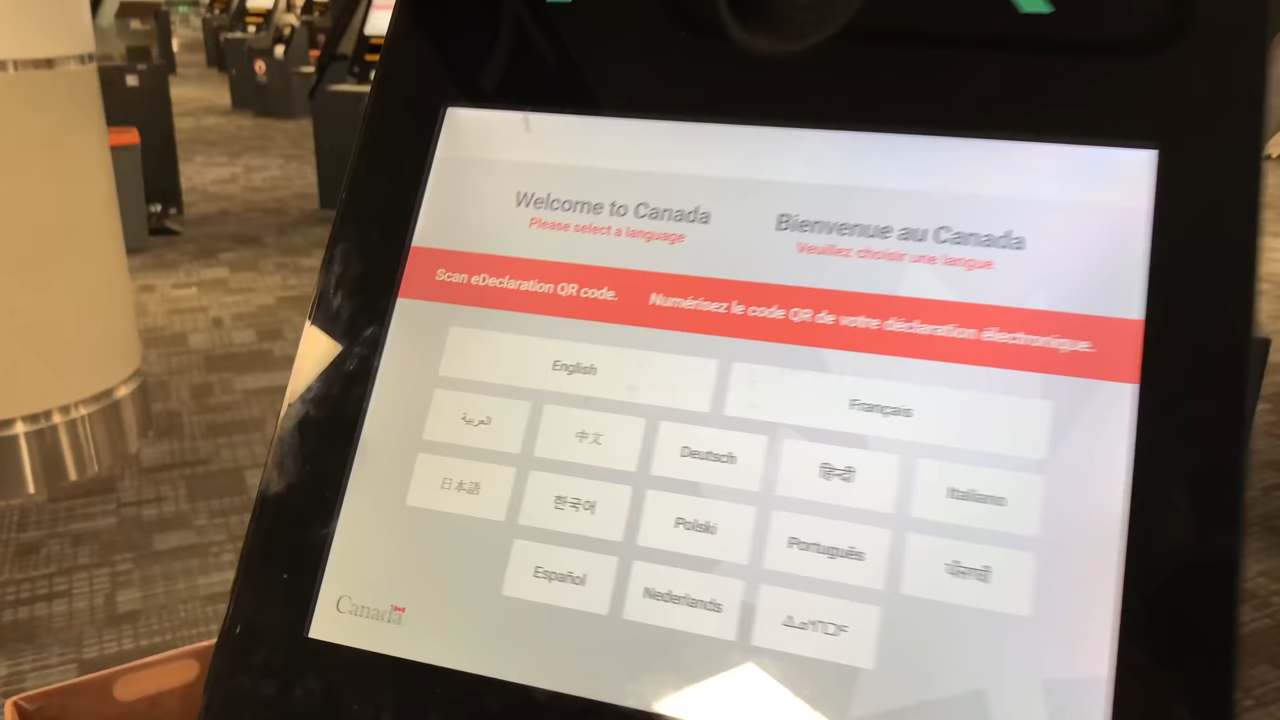 Welcome to Canada
Please select a language
Bienvenue au Canada
Veuillez choisir une langue
Scan eDeclaration QR code.
Numérisez le code QR de votre déclaration électronique.
English
Français
العربية
中文
Deutsch
हिन्दी
Italiano
日本語
한국어
Polski
Português
ਪੰਜਾਬੀ
Español
Nederlands
ᐃᓄᒃᑎᑐᑦ
Canada